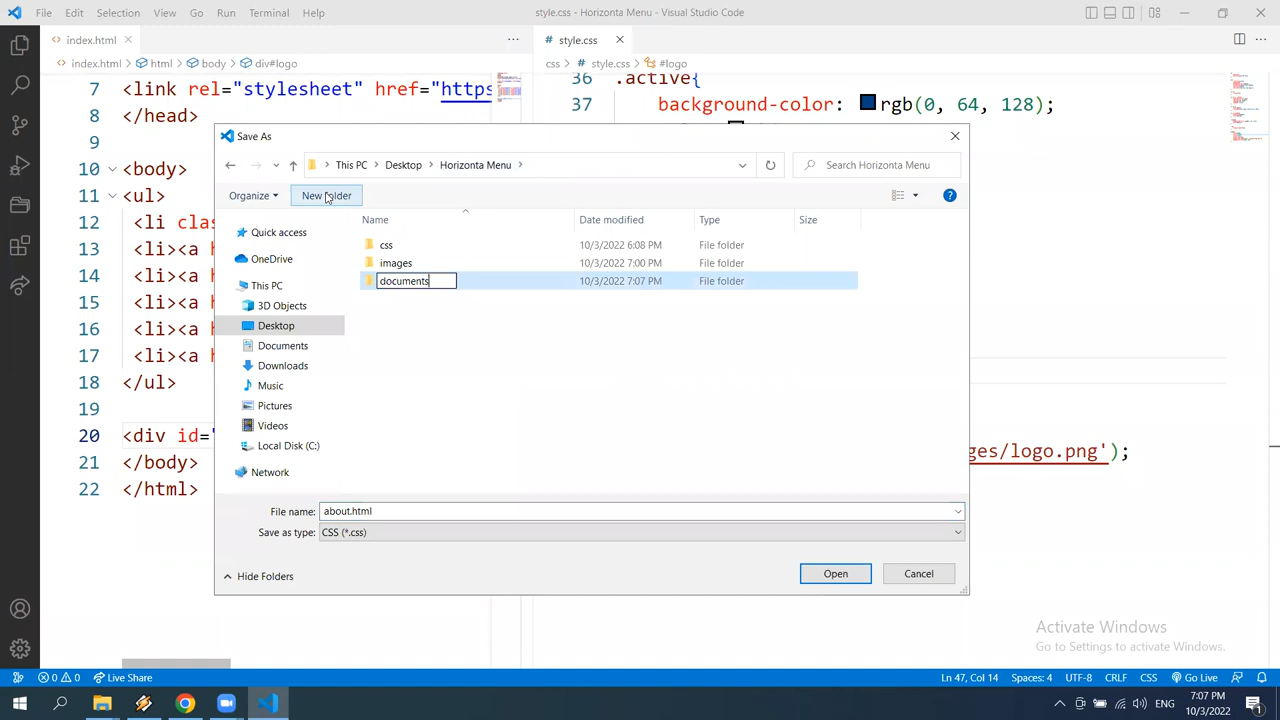 File Edit Selection View Go Run Terminal Help
style.css - Horizonta Menu - Visual Studio Code
index.html
style.css
index.html html body div#logo
css style.css #logo
7 <link rel="stylesheet" href="https
8 </head>
9
10 <body>
11 <ul>
12 <li clas
13 <li><a h
14 <li><a h
15 <li><a h
16 <li><a h
17 <li><a h
18 </ul>
19
20 <div id="
21 </body>
22 </html>
36 .active{
37 background-color: rgb(0, 64, 128);
ges/logo.png');
Save As
This PC Desktop Horizonta Menu
Search Horizonta Menu
Organize New folder
Name Date modified Type Size
css 10/3/2022 6:08 PM File folder
images 10/3/2022 7:00 PM File folder
documents 10/3/2022 7:07 PM File folder
Quick access
OneDrive
This PC
3D Objects
Desktop
Documents
Downloads
Music
Pictures
Videos
Local Disk (C:)
Network
File name: about.html
Save as type: CSS (*.css)
Hide Folders
Open Cancel
Activate Windows
Go to Settings to activate Windows.
0 0 Live Share
Ln 47, Col 14 Spaces: 4 UTF-8 CRLF CSS Go Live
ENG
7:07 PM
10/3/2022
1